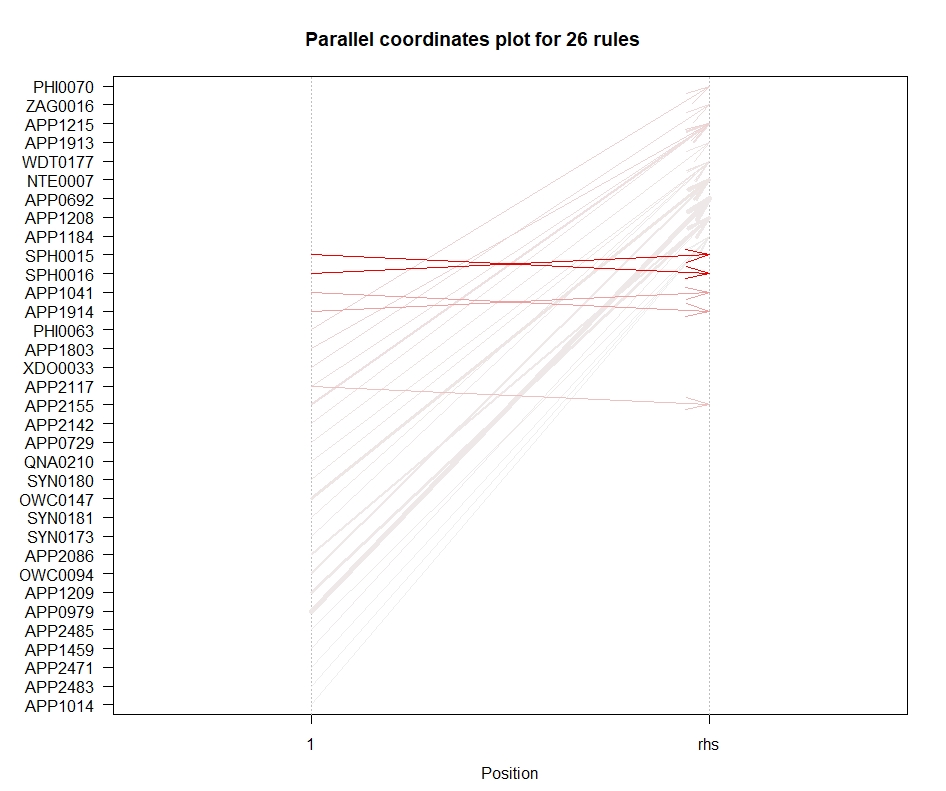 Parallel coordinates plot for 26 rules
PHI0070
ZAG0016
APP1215
APP1913
WDT0177
NTE0007
APP0692
APP1208
APP1184
SPH0015
SPH0016
APP1041
APP1914
PHI0063
APP1803
XDO0033
APP2117
APP2155
APP2142
APP0729
QNA0210
SYN0180
OWC0147
SYN0181
SYN0173
APP2086
OWC0094
APP1209
APP0979
APP2485
APP1459
APP2471
APP2483
APP1014
1 rhs
Position